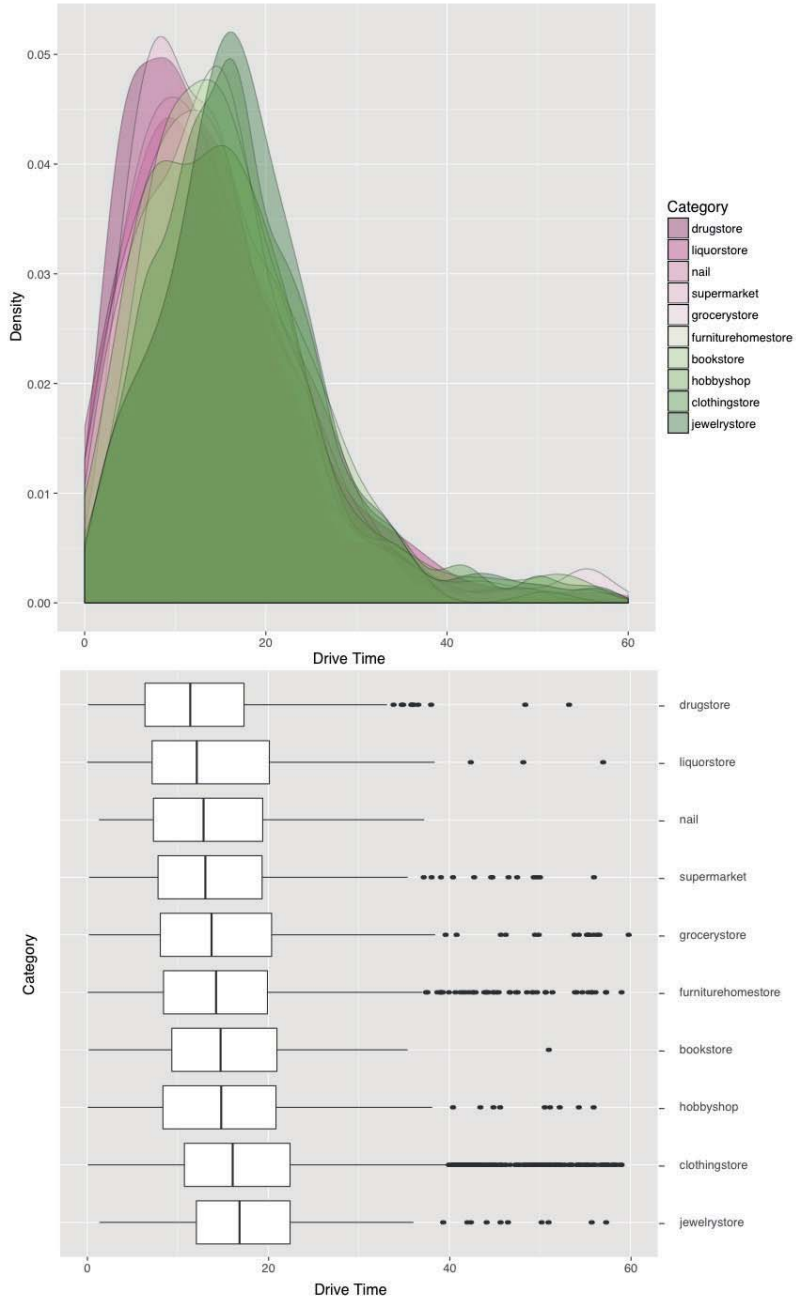 0.05
0.04
0.03
0.02
0.01
0.00
Density
0
20
40
60
Drive Time
Category
drugstore
liquorstore
nail
supermarket
grocerystore
furniturehomestore
bookstore
hobbyshop
clothingstore
jewelrystore
Category
drugstore
liquorstore
nail
supermarket
grocerystore
furniturehomestore
bookstore
hobbyshop
clothingstore
jewelrystore
0
20
40
60
Drive Time